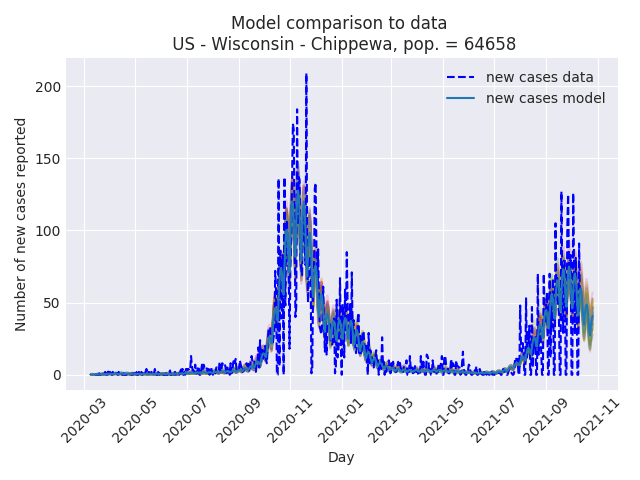 Model comparison to data
US - Wisconsin - Chippewa, pop. = 64658
new cases data
new cases model
Number of new cases reported
200
150
100
50
0
2020-03
2020-05
2020-07
2020-09
2020-11
2021-01
2021-03
2021-05
2021-07
2021-09
2021-11
Day